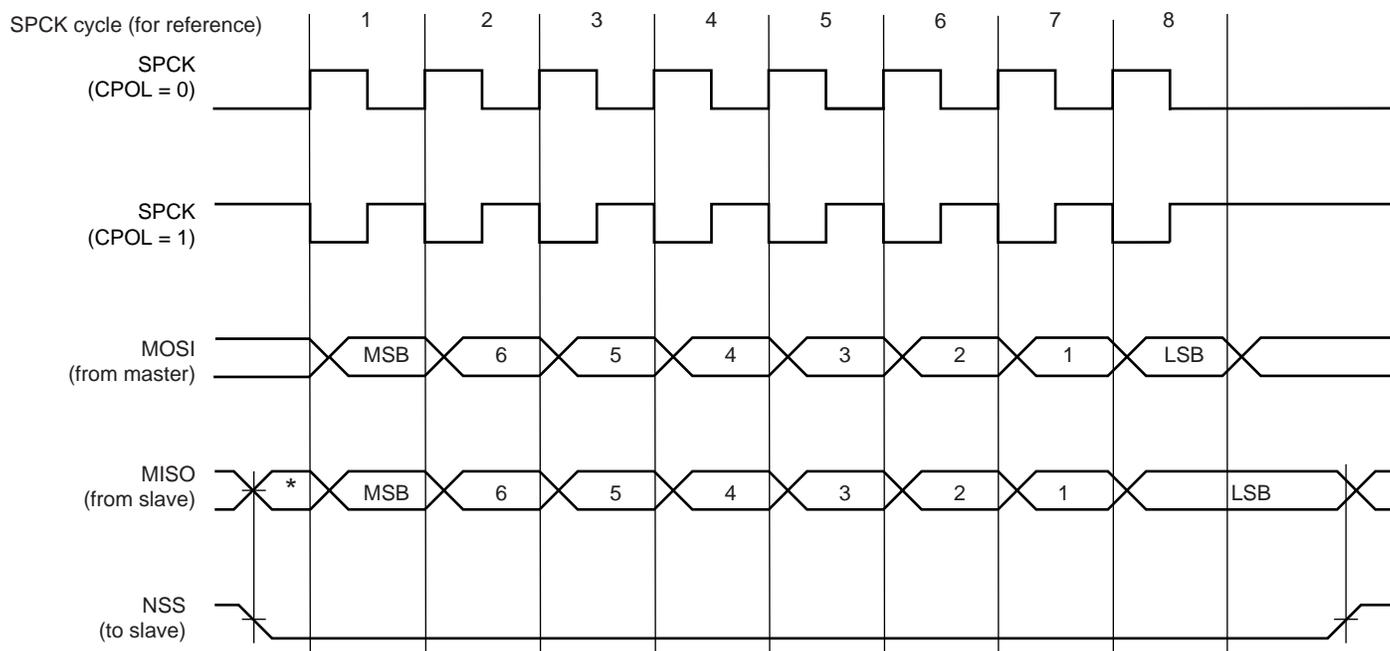 SPCK cycle (for reference) 1 2 3 4 5 6 7 8
SPCK
(CPOL = 0)
SPCK
(CPOL = 1)
MOSI
(from master)
MSB 6 5 4 3 2 1 LSB
MISO
(from slave)
* MSB 6 5 4 3 2 1 LSB
NSS
(to slave)